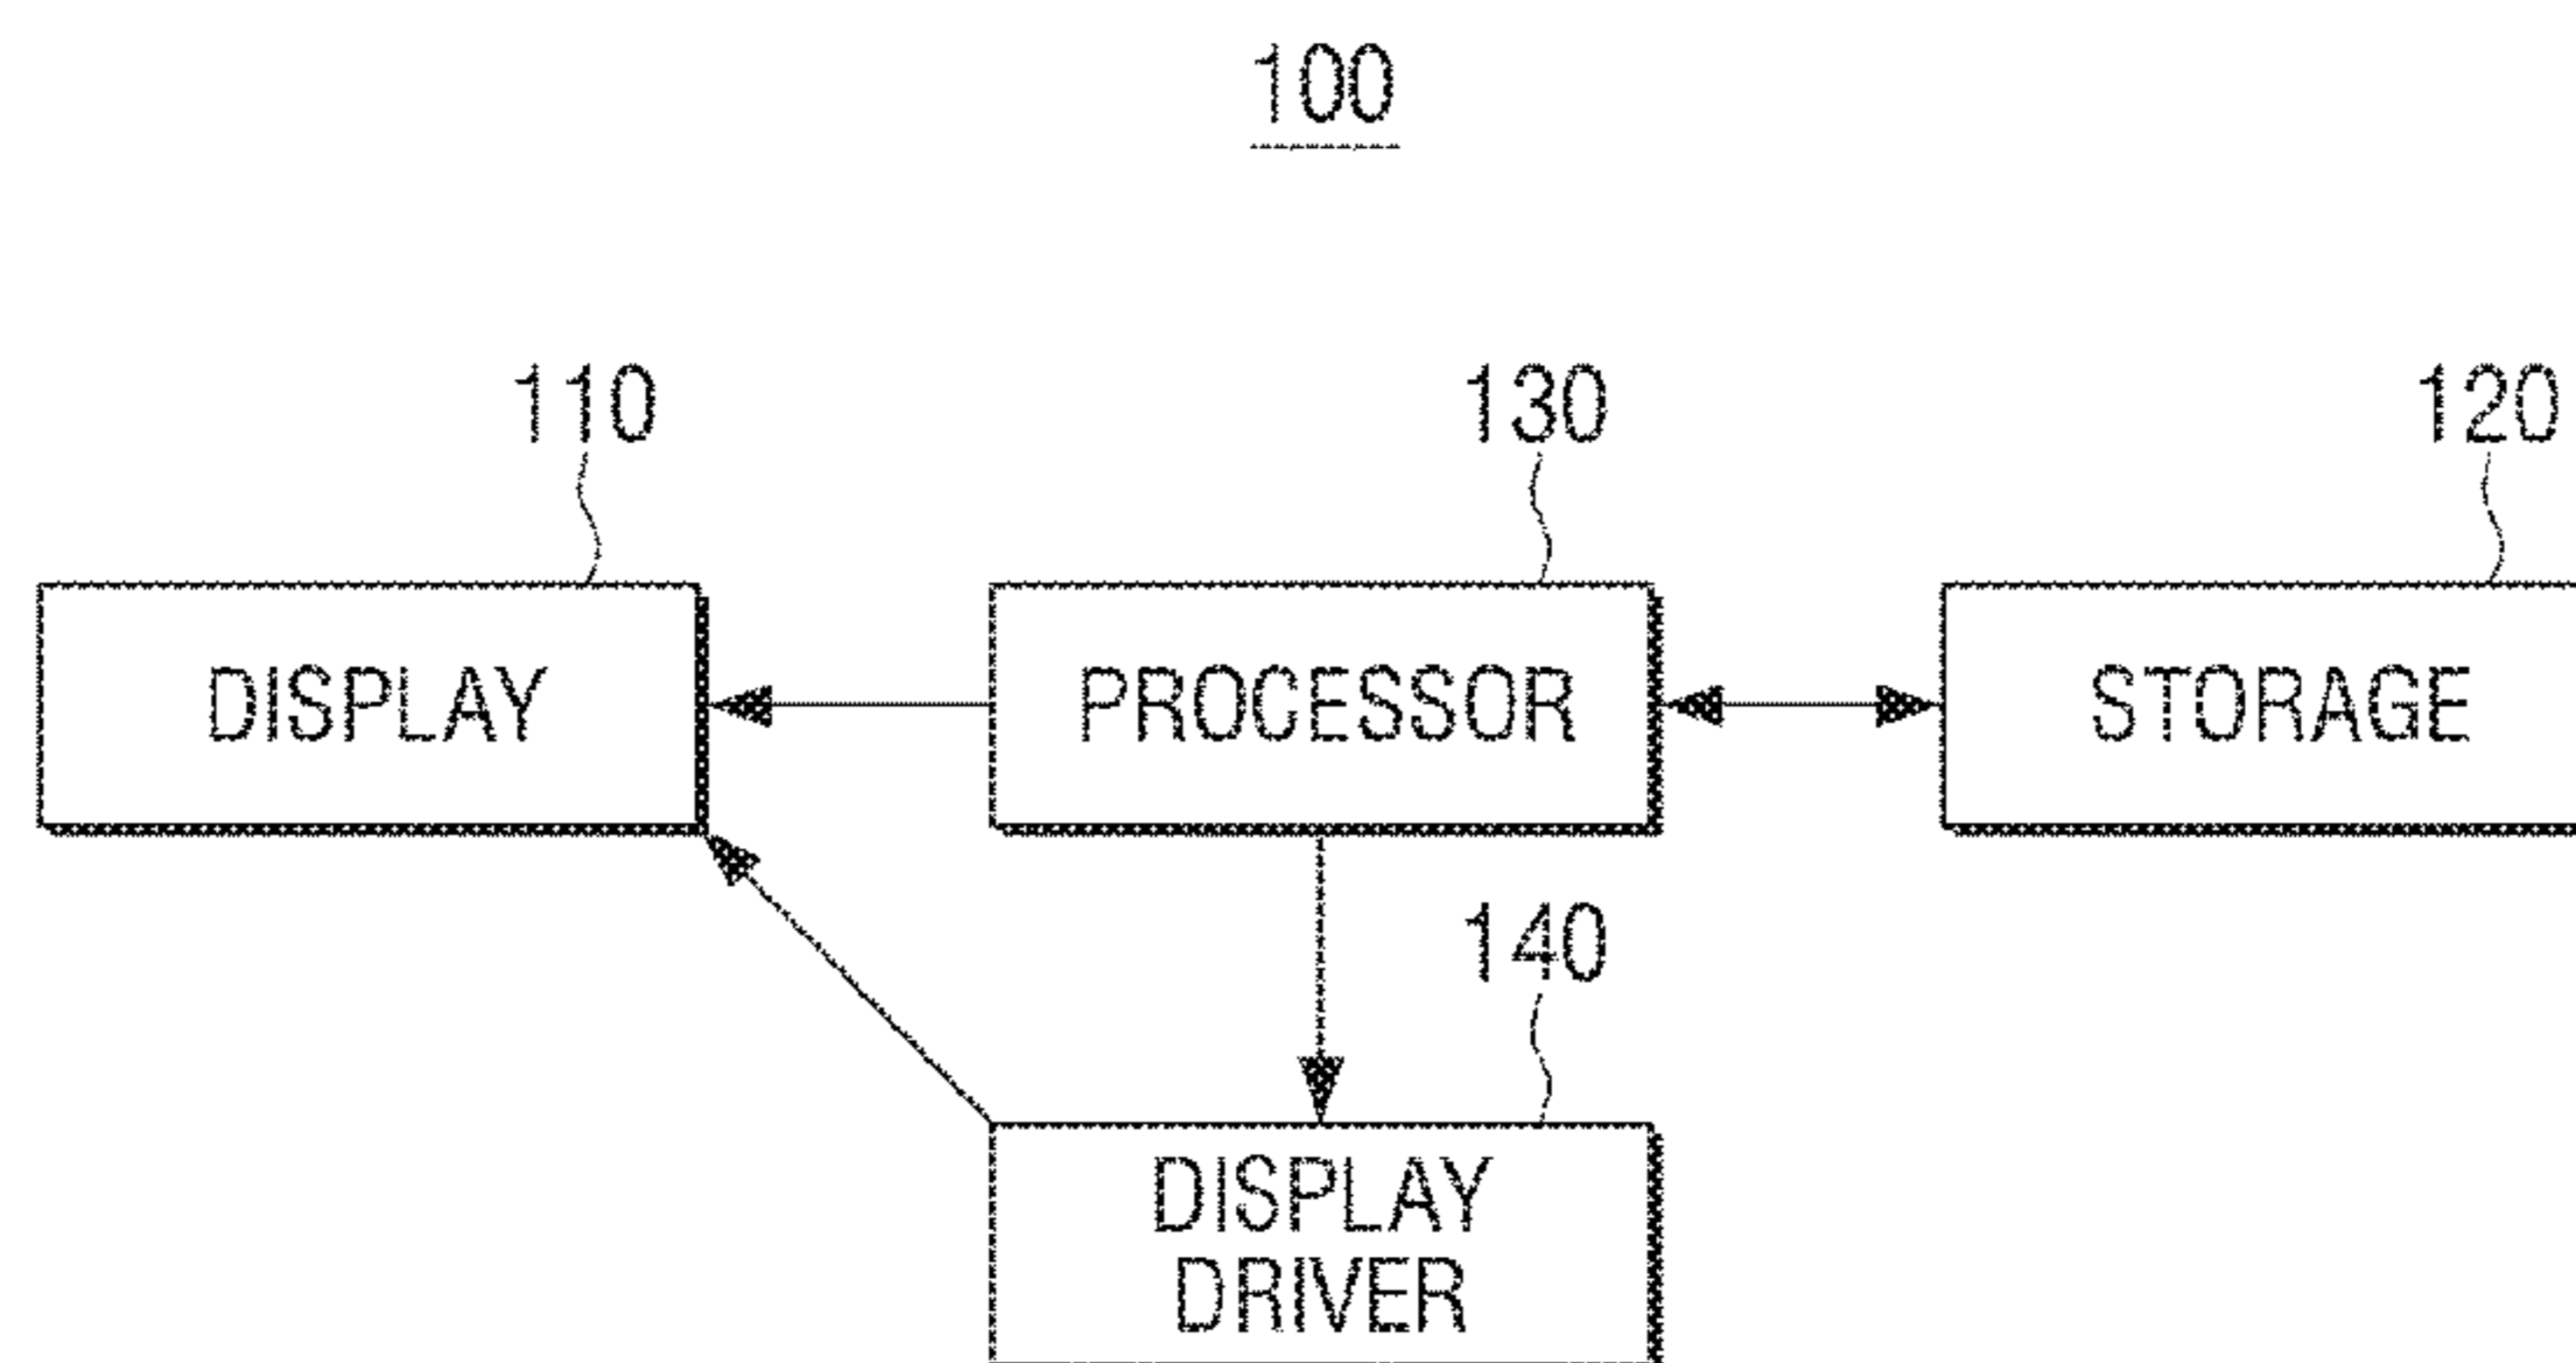 100
110
130
120
DISPLAY
PROCESSOR
STORAGE
140
DISPLAY
DRIVER